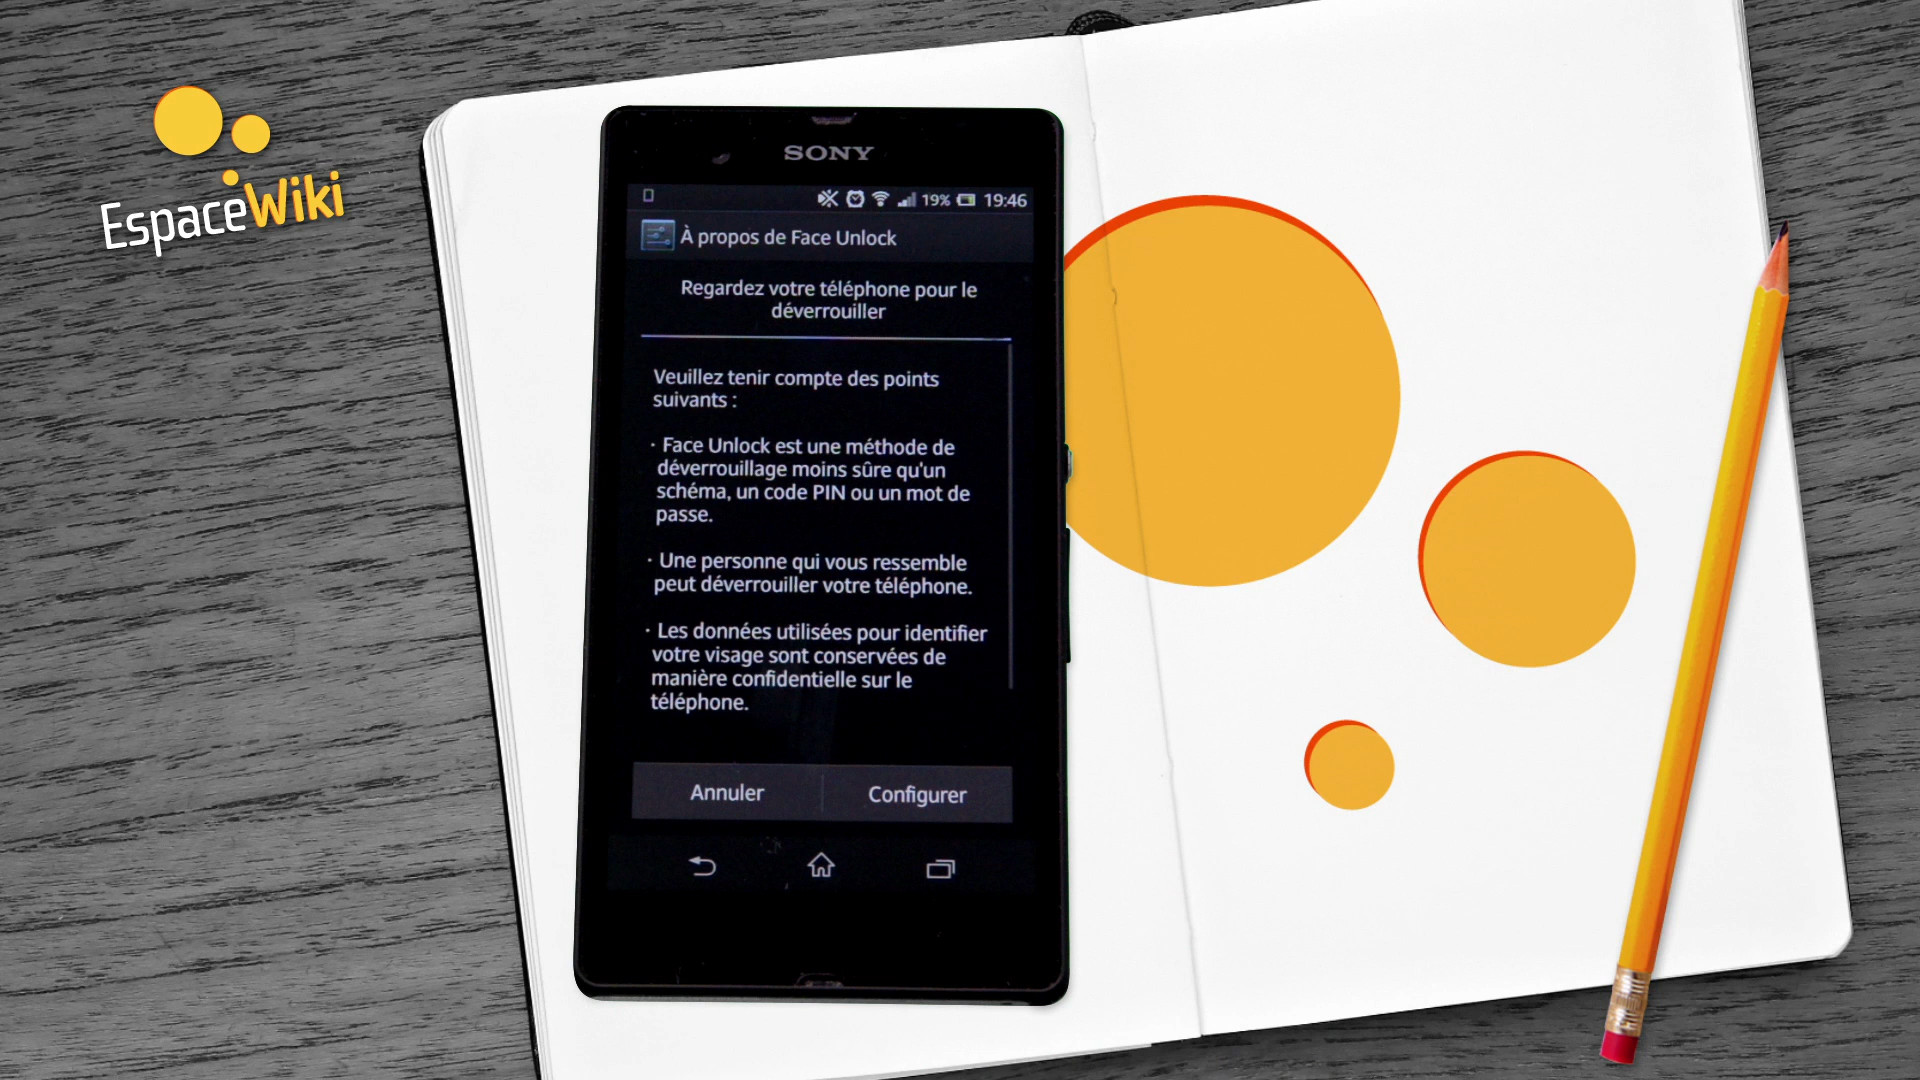 EspaceWiki
SONY
19% 19:46
À propos de Face Unlock
Regardez votre téléphone pour le
déverrouiller
Veuillez tenir compte des points
suivants :
· Face Unlock est une méthode de
déverrouillage moins sûre qu'un
schéma, un code PIN ou un mot de
passe.
· Une personne qui vous ressemble
peut déverrouiller votre téléphone.
· Les données utilisées pour identifier
votre visage sont conservées de
manière confidentielle sur le
téléphone.
Annuler Configurer